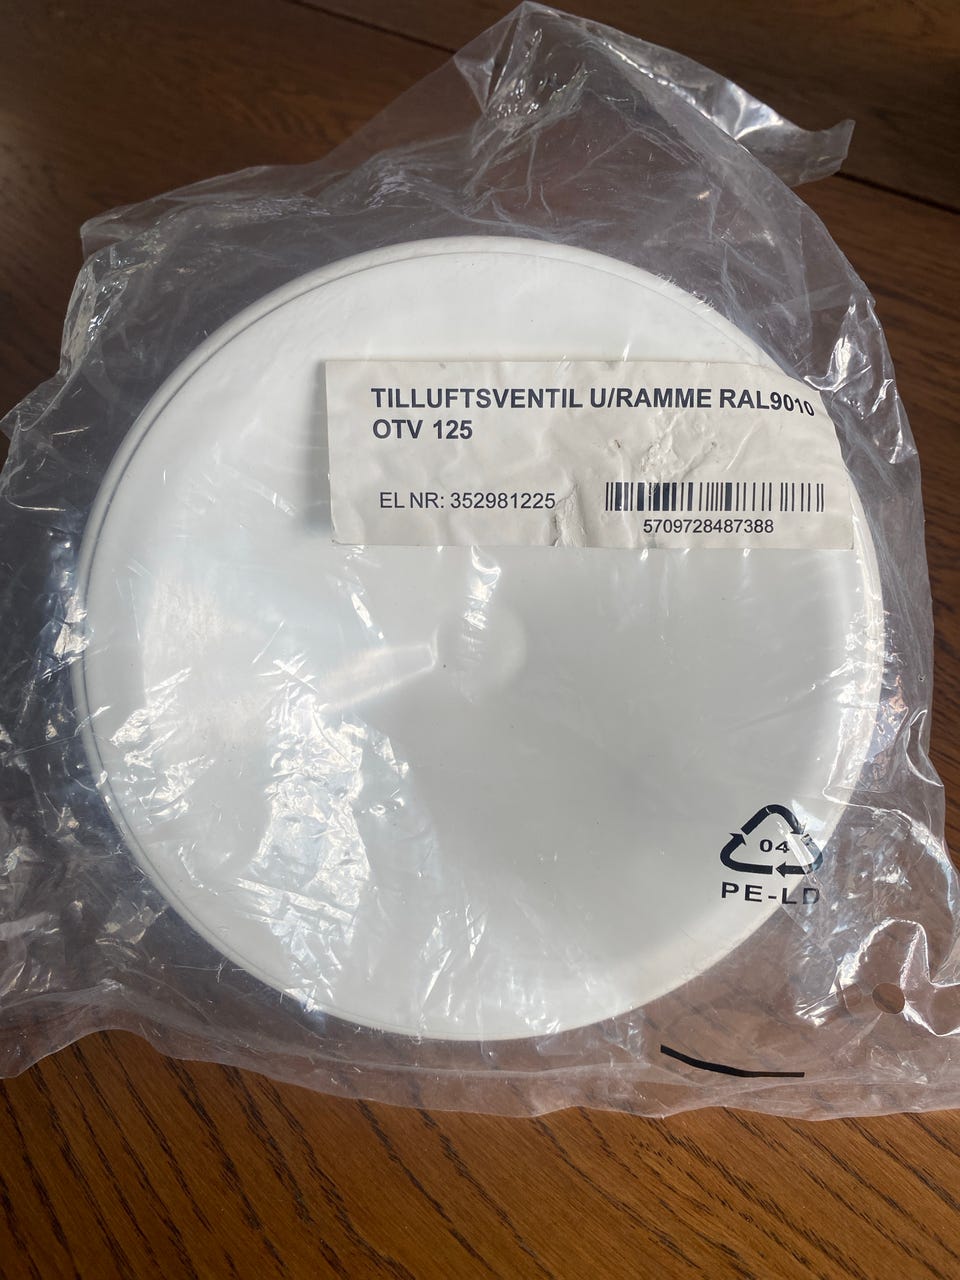 TILLUFTSVENTIL U/RAMME RAL9010
OTV 125
EL NR: 352981225
5709728487388
04
PE-LD